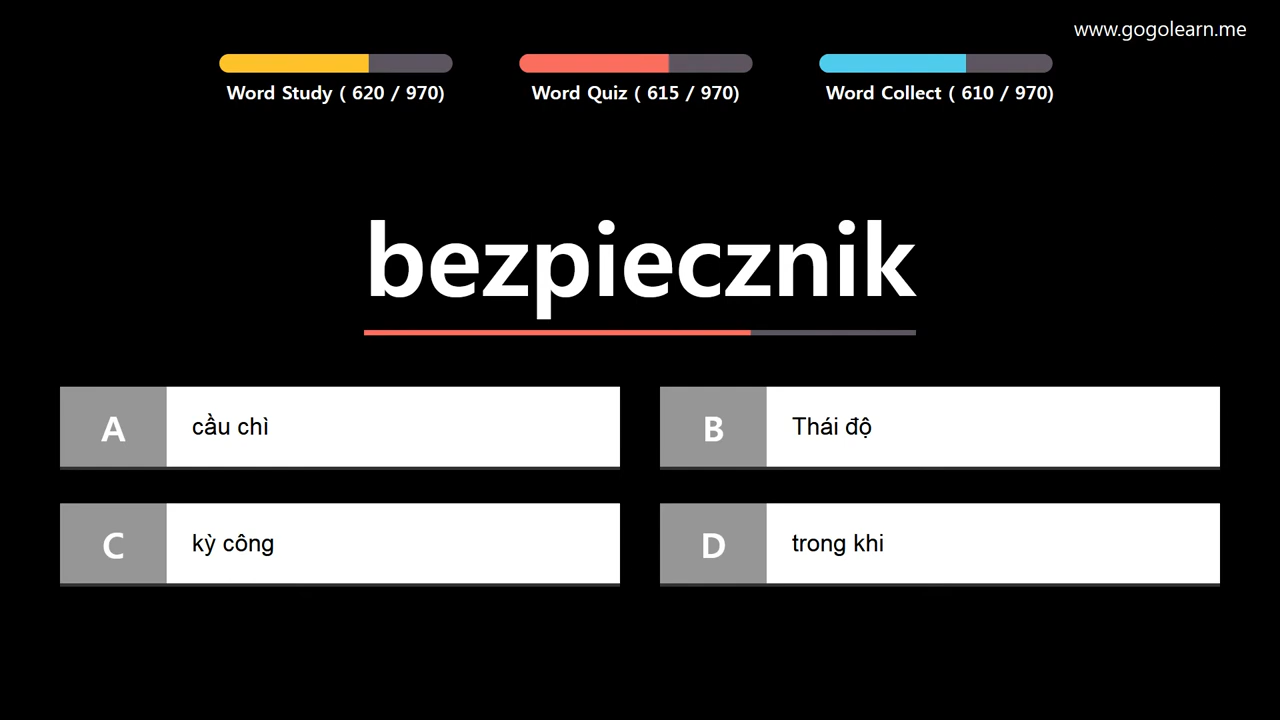 www.gogolearn.me
Word Study ( 620 / 970)
Word Quiz ( 615 / 970)
Word Collect ( 610 / 970)
bezpiecznik
A
cầu chì
B
Thái độ
C
kỳ công
D
trong khi